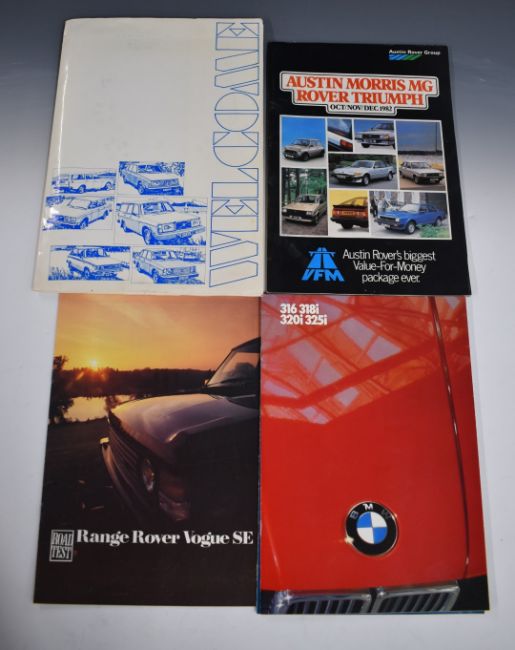 WELCOME
Austin Rover Group
AUSTIN MORRIS MG
ROVER TRIUMPH
OCT/NOV/DEC 1982
VFM
Austin Rover's biggest
Value-For-Money
package ever.
ROAD
TEST
Range Rover Vogue SE
316 318i
320i 325i
BMW